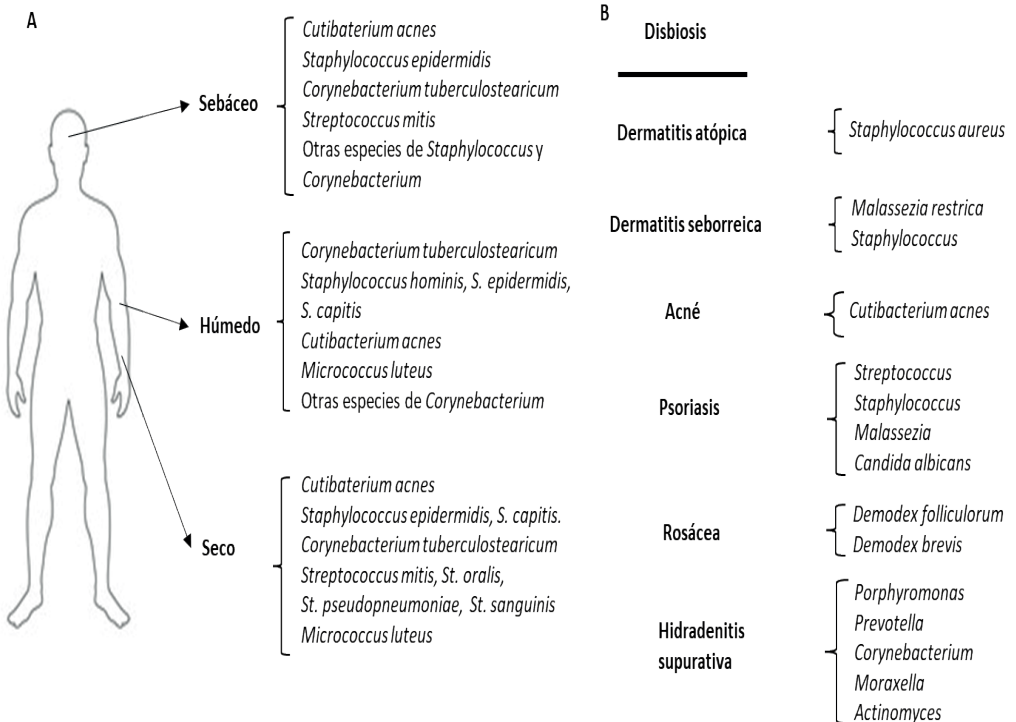 A
Sebáceo
Cutibaterium acnes
Staphylococcus epidermidis
Corynebacterium tuberculostearicum
Streptococcus mitis
Otras especies de Staphylococcus y
Corynebacterium
Húmedo
Corynebacterium tuberculostearicum
Staphylococcus hominis, S. epidermidis,
S. capitis
Cutibacterium acnes
Micrococcus luteus
Otras especies de Corynebacterium
Seco
Cutibaterium acnes
Staphylococcus epidermidis, S. capitis.
Corynebacterium tuberculostearicum
Streptococcus mitis, St. oralis,
St. pseudopneumoniae, St. sanguinis
Micrococcus luteus
B
Disbiosis
Dermatitis atópica
Staphylococcus aureus
Dermatitis seborreica
Malassezia restrica
Staphylococcus
Acné
Cutibacterium acnes
Psoriasis
Streptococcus
Staphylococcus
Malassezia
Candida albicans
Rosácea
Demodex folliculorum
Demodex brevis
Hidradenitis
supurativa
Porphyromonas
Prevotella
Corynebacterium
Moraxella
Actinomyces